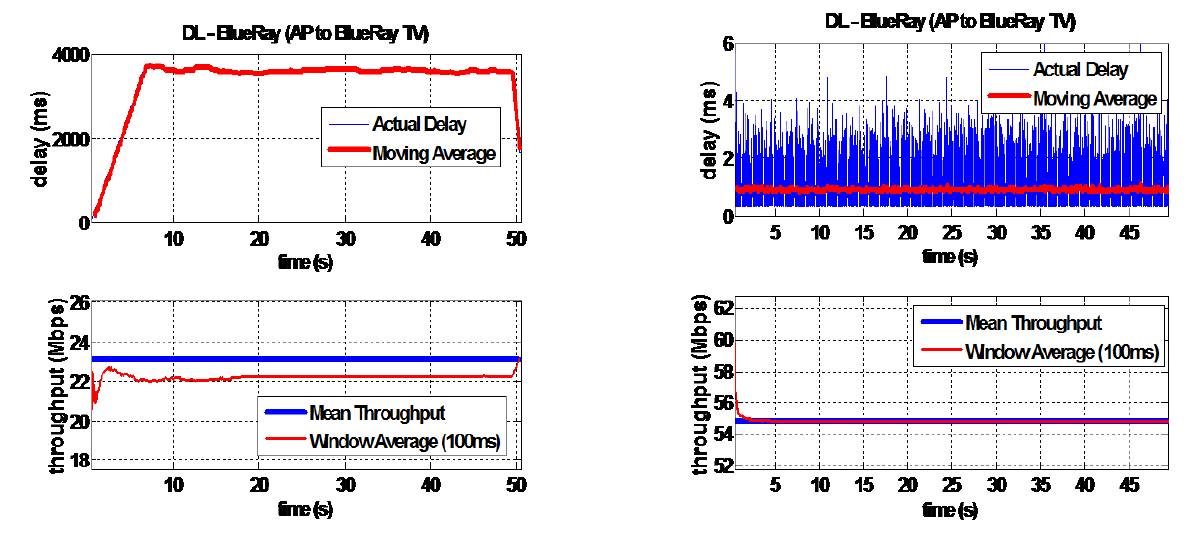 DL - BlueRay (AP to BlueRay TV)
4000
2000
0
delay (ms)
Actual Delay
Moving Average
10 20 30 40 50
time (s)
DL - BlueRay (AP to BlueRay TV)
6
4
2
0
delay (ms)
Actual Delay
Moving Average
5 10 15 20 25 30 35 40 45
time (s)
26
24
22
20
18
throughput (Mbps)
Mean Throughput
Window Average (100ms)
10 20 30 40 50
time (s)
62
60
58
56
54
52
throughput (Mbps)
Mean Throughput
Window Average (100ms)
5 10 15 20 25 30 35 40 45
time (s)